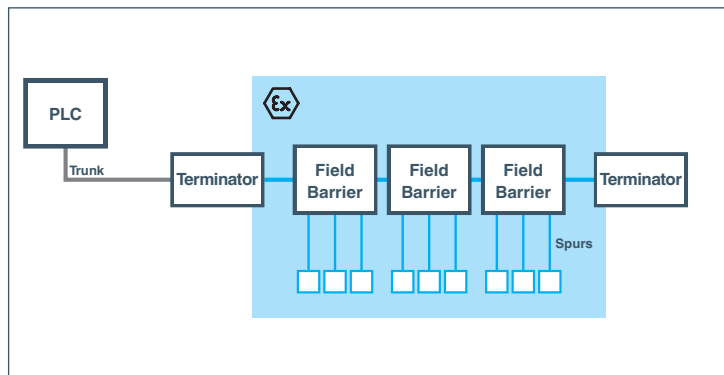 PLC
Trunk
Terminator
Ex
Field
Barrier
Field
Barrier
Field
Barrier
Terminator
Spurs